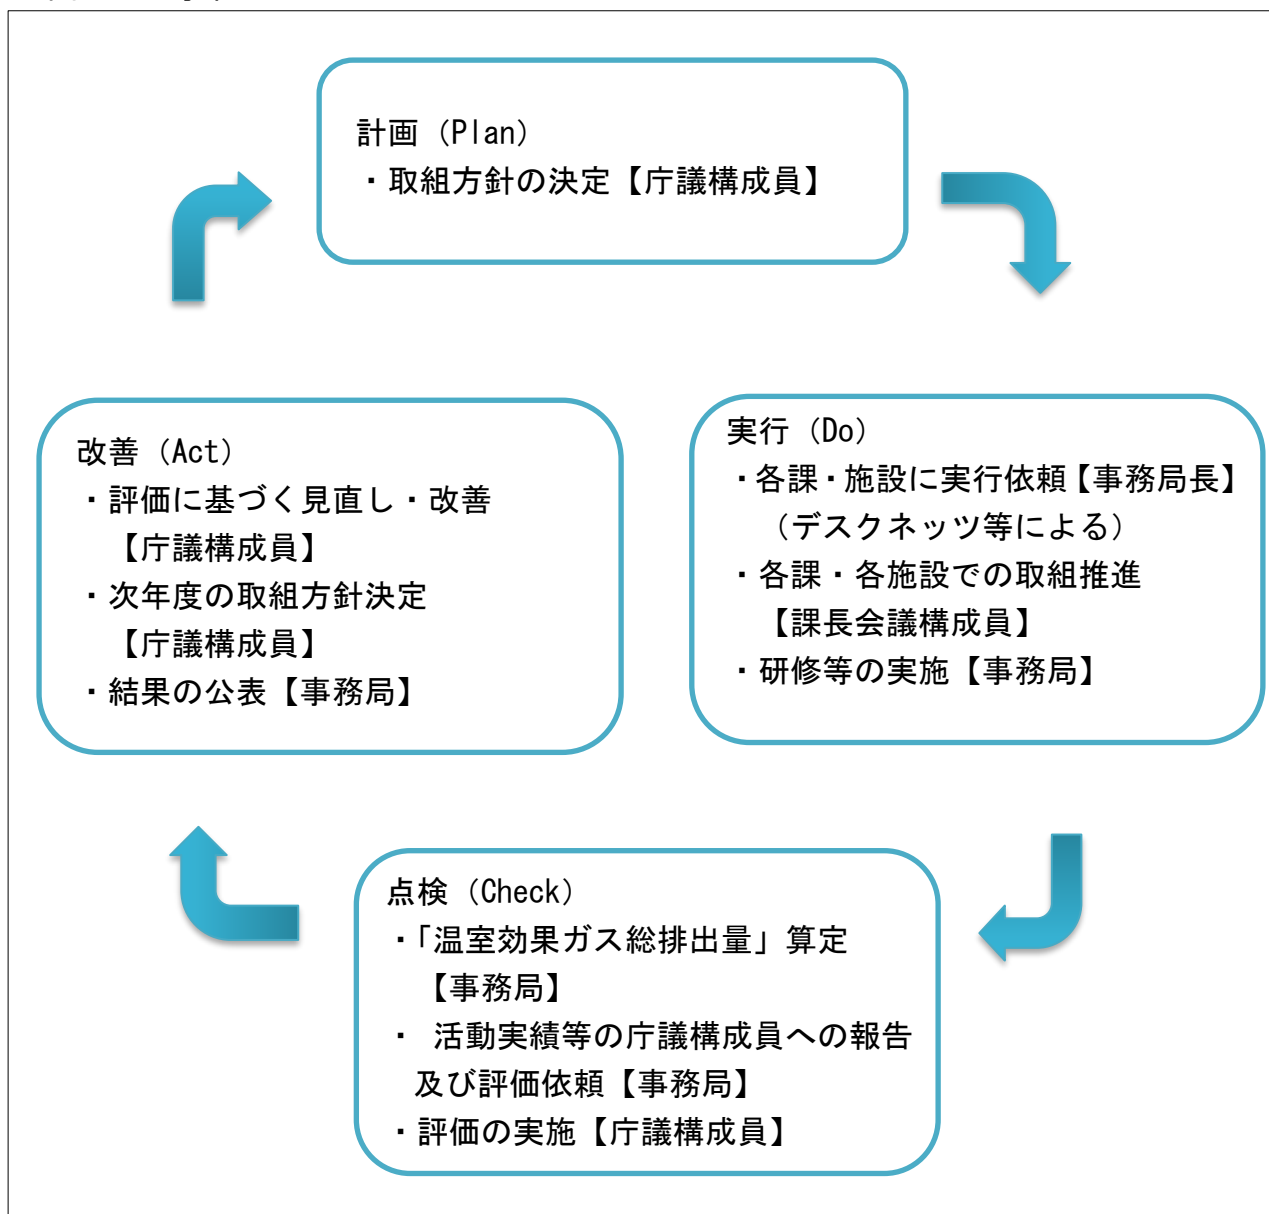 計画（Plan）
・取組方針の決定【庁議構成員】
実行（Do）
・各課・施設に実行依頼【事務局長】
（デスクネッツ等による）
・各課・各施設での取組推進
【課長会議構成員】
・研修等の実施【事務局】
点検（Check）
・「温室効果ガス総排出量」算定
【事務局】
・ 活動実績等の庁議構成員への報告
及び評価依頼【事務局】
・評価の実施【庁議構成員】
改善（Act）
・評価に基づく見直し・改善
【庁議構成員】
・次年度の取組方針決定
【庁議構成員】
・結果の公表【事務局】